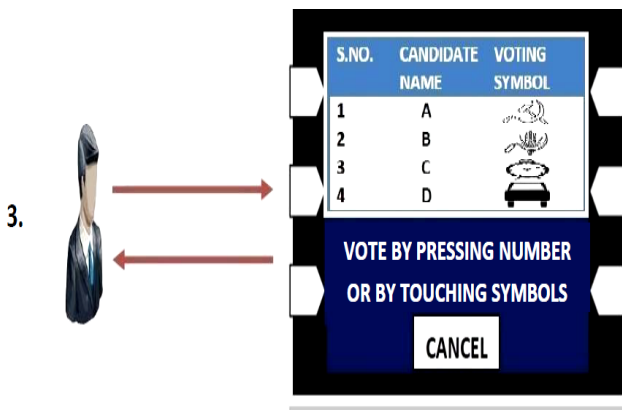 3.
S.NO. CANDIDATE NAME VOTING SYMBOL
1 A
2 B
3 C
4 D
VOTE BY PRESSING NUMBER
OR BY TOUCHING SYMBOLS
CANCEL